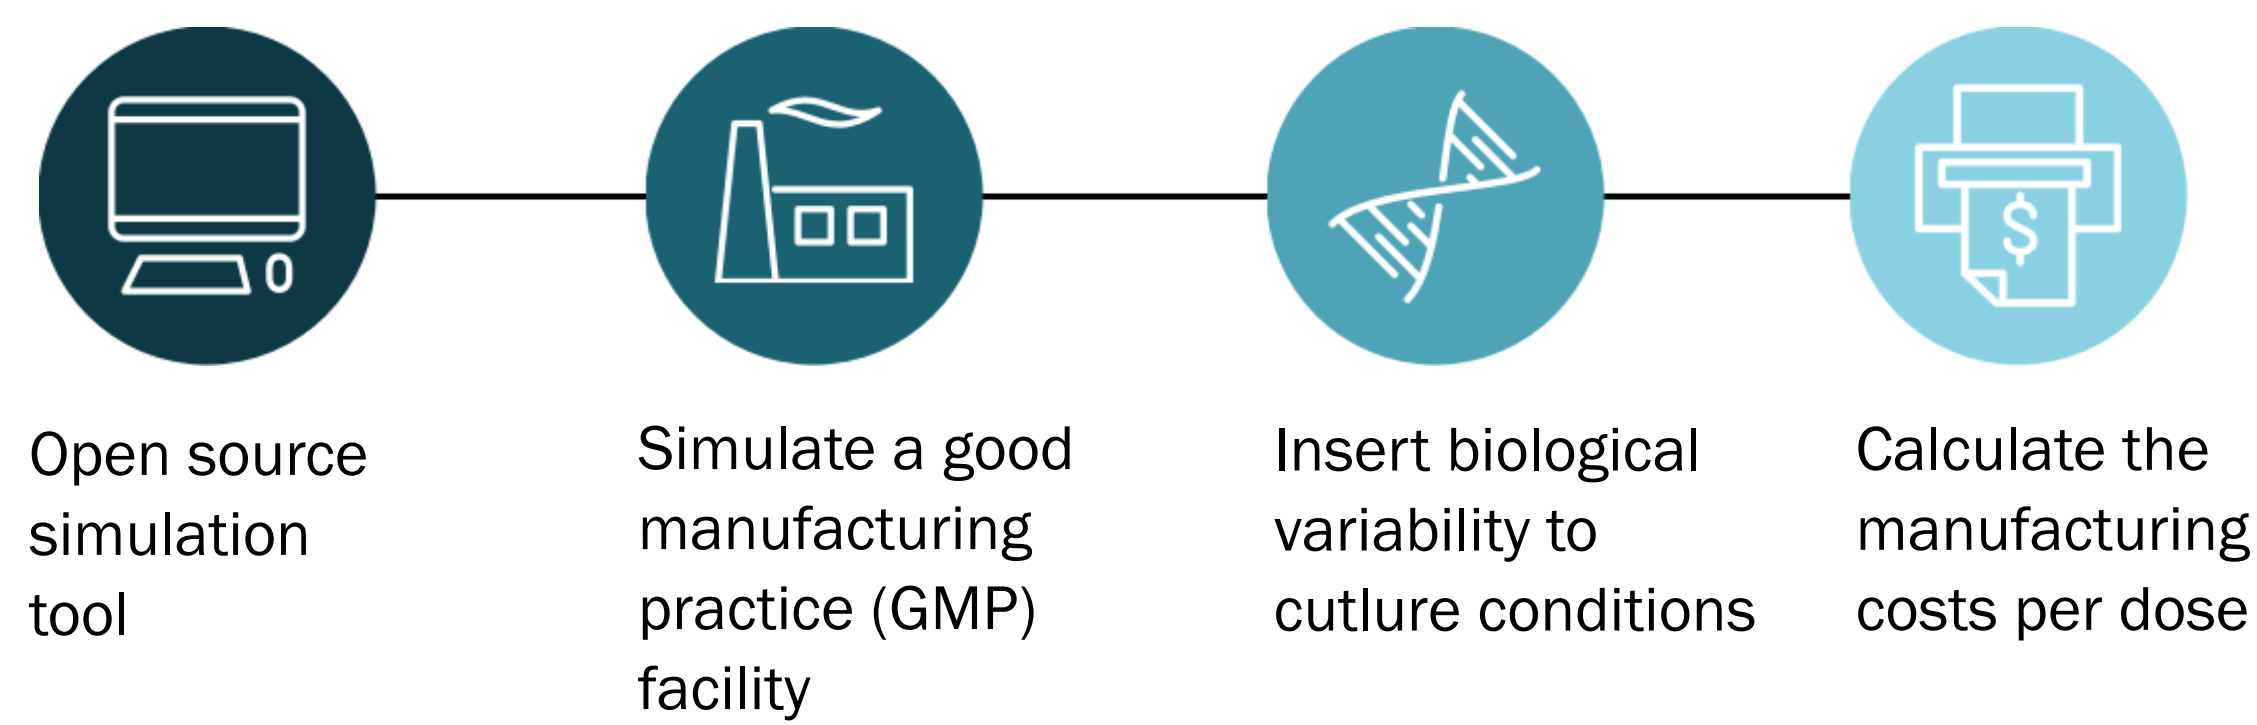 Open source
simulation
tool
Simulate a good
manufacturing
practice (GMP)
facility
Insert biological
variability to
cutlure conditions
Calculate the
manufacturing
costs per dose
$